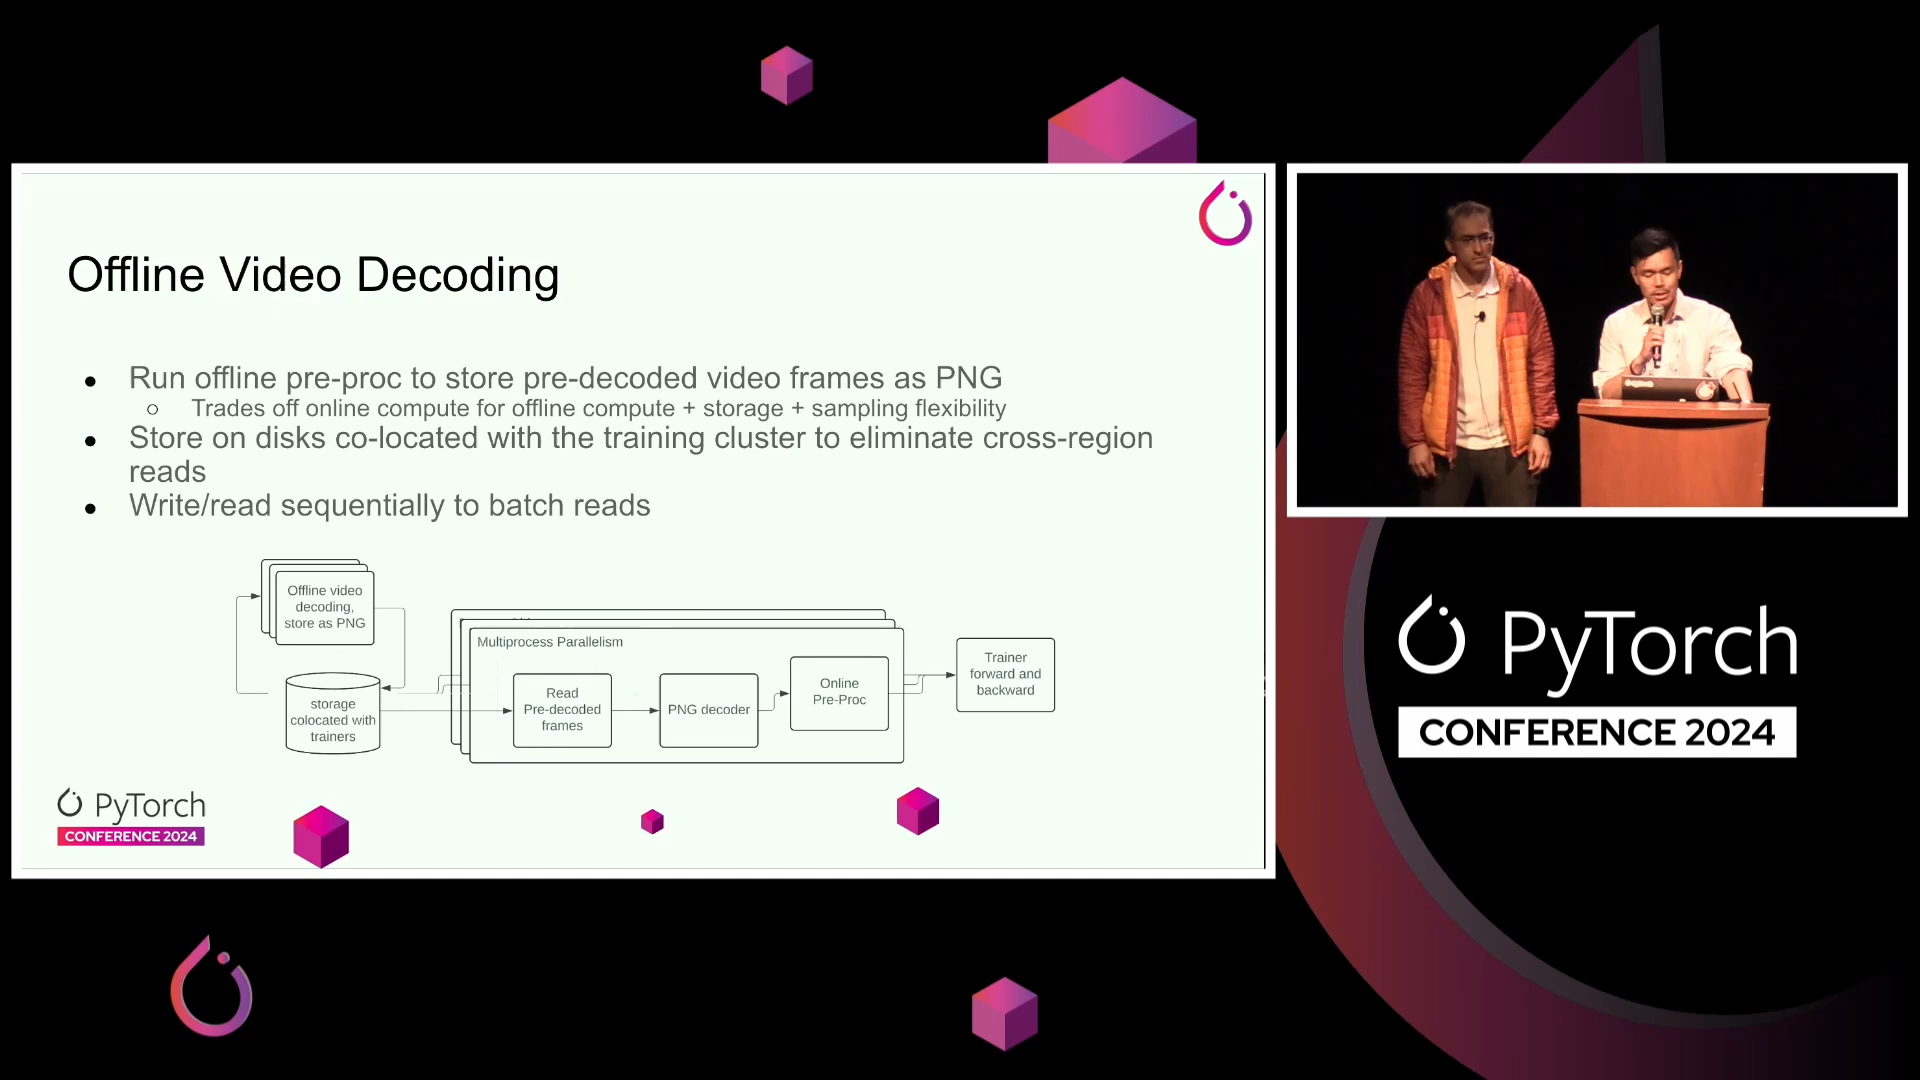 Offline Video Decoding
Run offline pre-proc to store pre-decoded video frames as PNG
Trades off online compute for offline compute + storage + sampling flexibility
Store on disks co-located with the training cluster to eliminate cross-region
reads
Write/read sequentially to batch reads
Offline video
decoding,
store as PNG
storage
colocated with
trainers
Multiprocess Parallelism
Read
Pre-decoded
frames
PNG decoder
Online
Pre-Proc
Trainer
forward and
backward
PyTorch
CONFERENCE 2024
PyTorch
CONFERENCE 2024